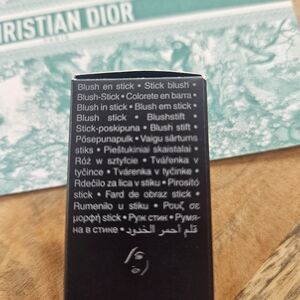 CHRISTIAN DIOR
Blush en stick • Stick blush •
Blush-Stick • Colorete en barra •
Blush in stick • Blush em stick •
Blush stick • Blushstift •
Stick-poskipuna • Blush stift •
Põsepunapulk • Vaigu sārtums
stiks • Pieštukiniai skaistalai •
Róż w sztyfcie • Tvářenka v
tyčince • Tvárenka v tyčinke •
Rdečilo za lica v stiku • Pirosító
stick • Fard de obraz stick •
Rumenilo u stiku • Ρουζ σε
μορφή stick • Руж стик • Румя-
на в стике • قلم أحمر الخدود